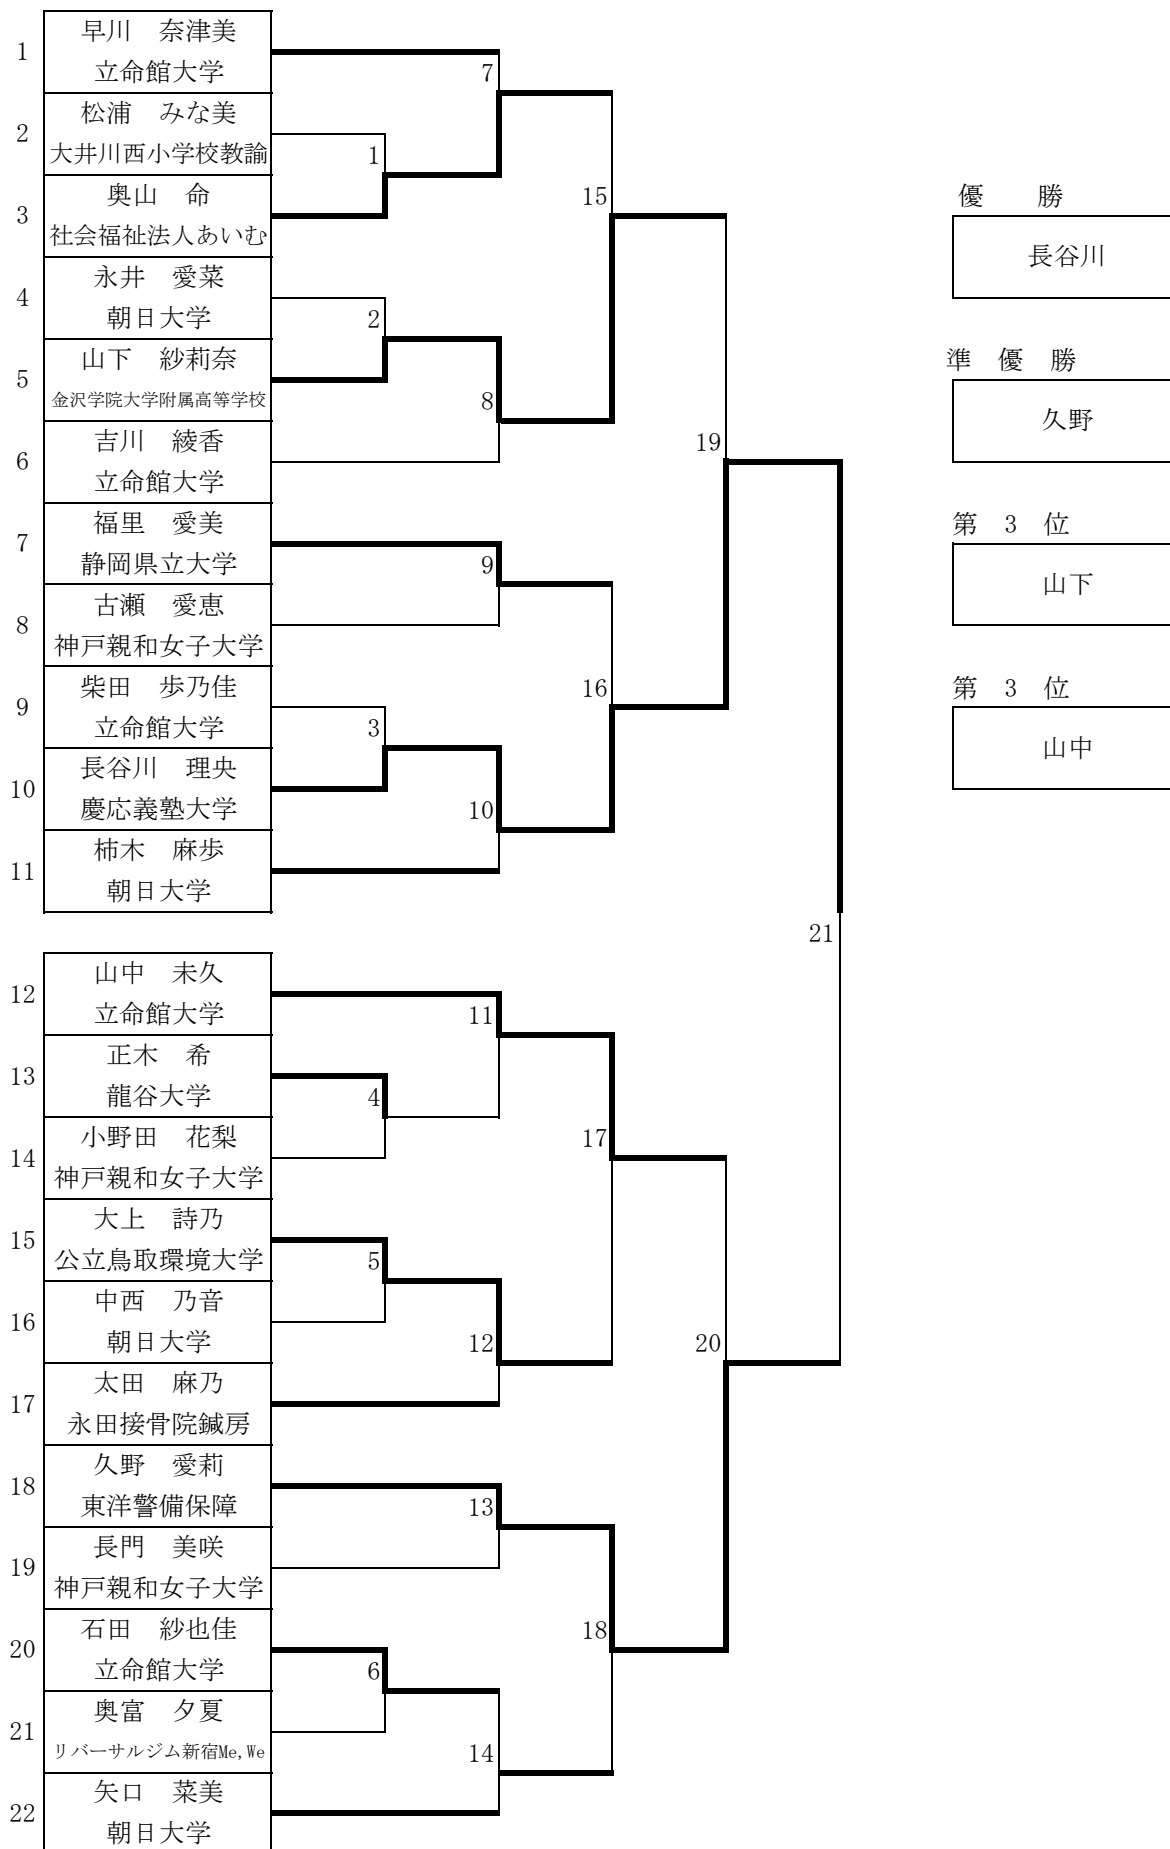 1
早川　奈津美
立命館大学
2
松浦　みな美
大井川西小学校教諭
3
奥山　命
社会福祉法人あいむ
4
永井　愛菜
朝日大学
5
山下　紗莉奈
金沢学院大学附属高等学校
6
吉川　綾香
立命館大学
7
福里　愛美
静岡県立大学
8
古瀬　愛恵
神戸親和女子大学
9
柴田　歩乃佳
立命館大学
10
長谷川　理央
慶応義塾大学
11
柿木　麻歩
朝日大学
12
山中　未久
立命館大学
13
正木　希
龍谷大学
14
小野田　花梨
神戸親和女子大学
15
大上　詩乃
公立鳥取環境大学
16
中西　乃音
朝日大学
17
太田　麻乃
永田接骨院鍼房
18
久野　愛莉
東洋警備保障
19
長門　美咲
神戸親和女子大学
20
石田　紗也佳
立命館大学
21
奥富　夕夏
リバーサルジム新宿Me,We
22
矢口　菜美
朝日大学
1
2
3
4
5
6
7
8
9
10
11
12
13
14
15
16
17
18
19
20
21
優　勝
長谷川
準　優　勝
久野
第　3　位
山下
第　3　位
山中